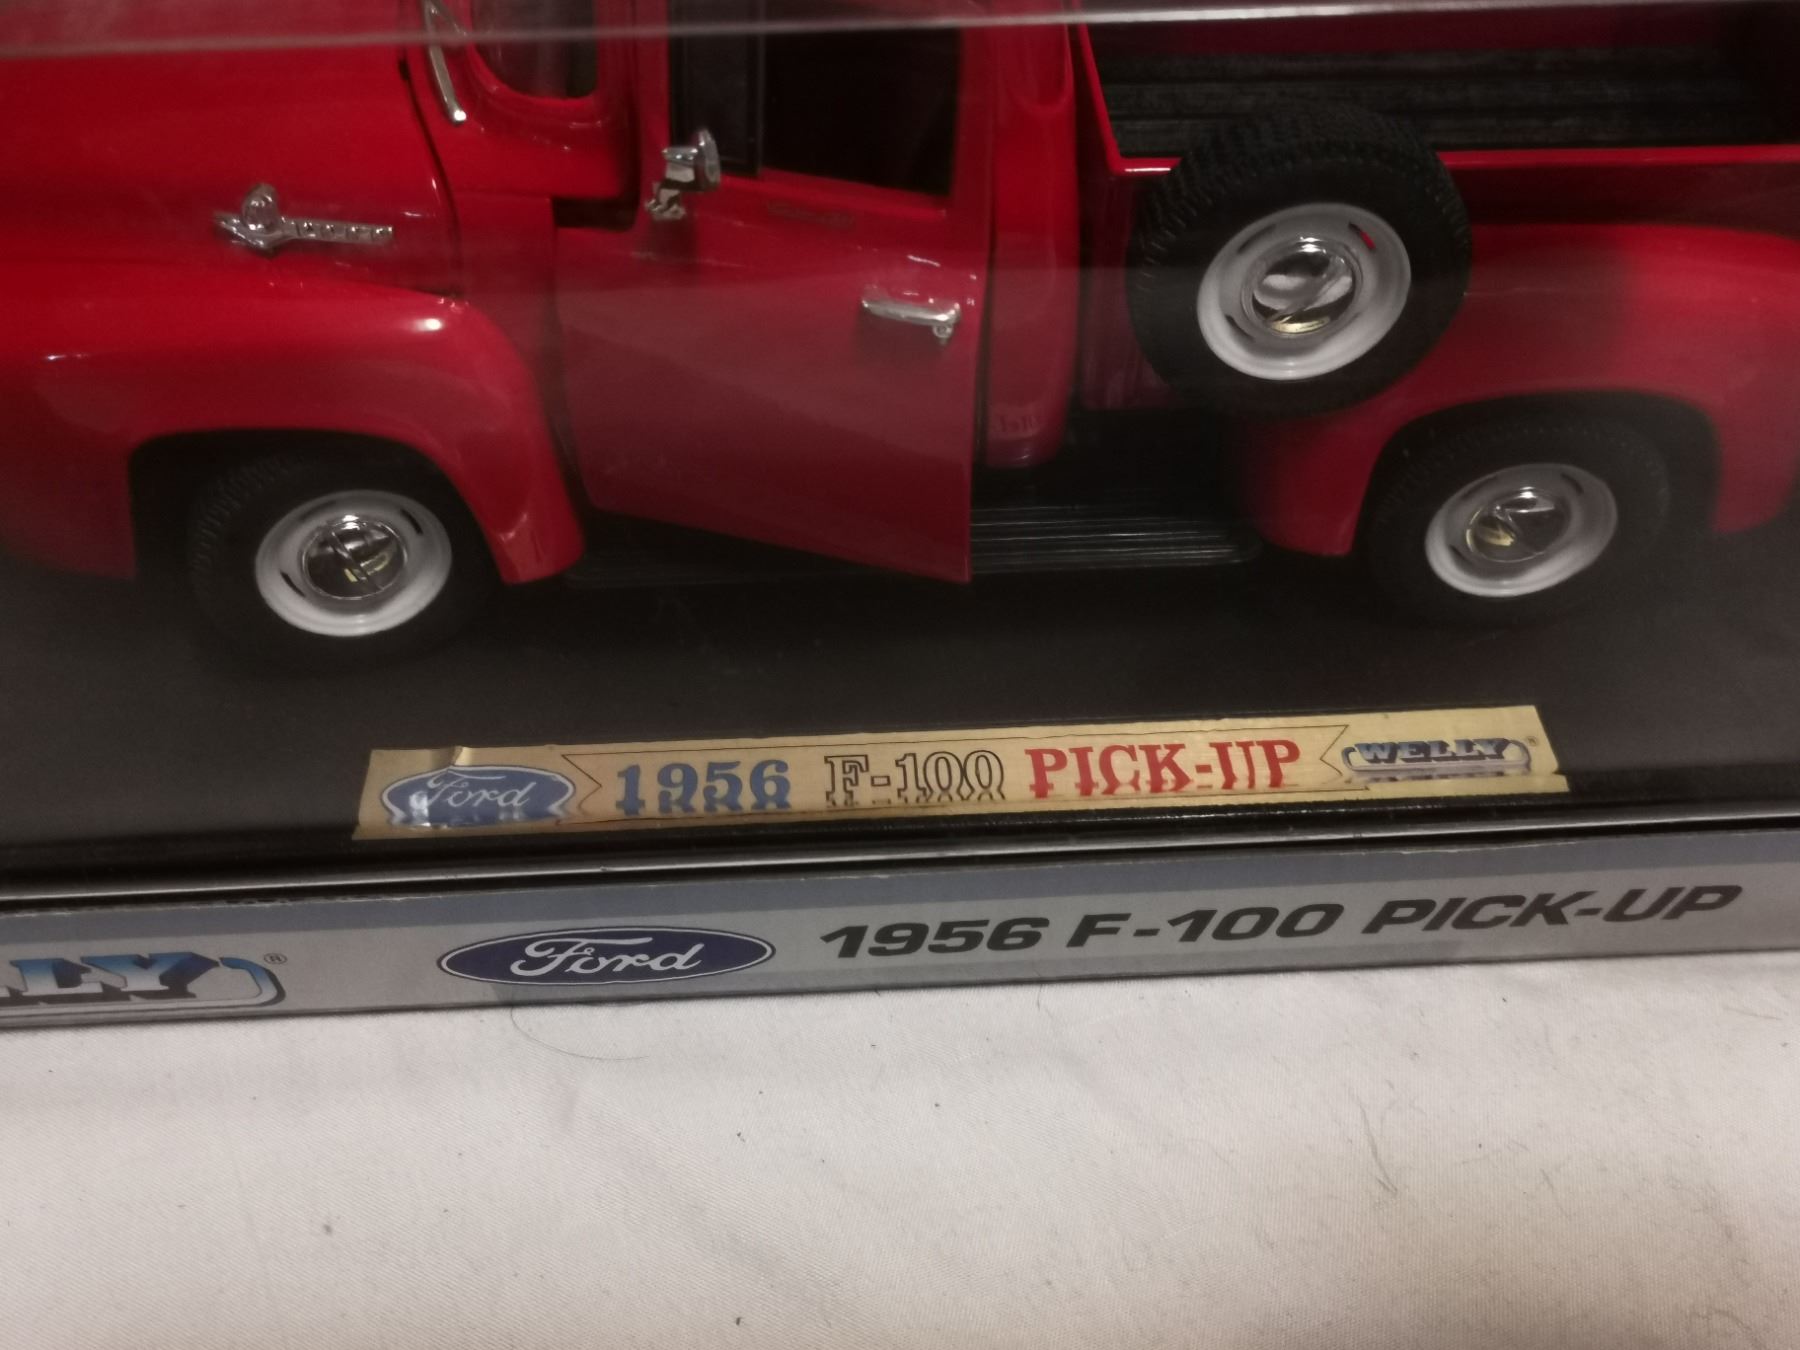 Ford 1956 F-100 PICK-UP WELLY®
LLY® Ford 1956 F-100 PICK-UP